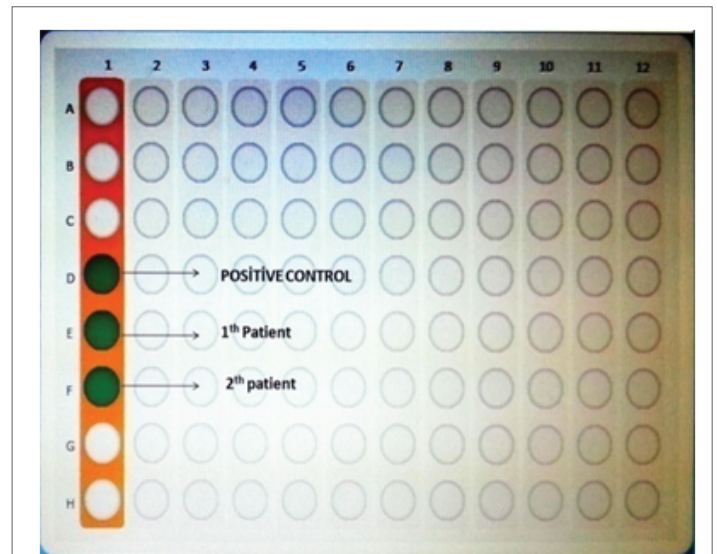 1 2 3 4 5 6 7 8 9 10 11 12
A
B
C
D POSİTİVE CONTROL
E 1th Patient
F 2th patient
G
H